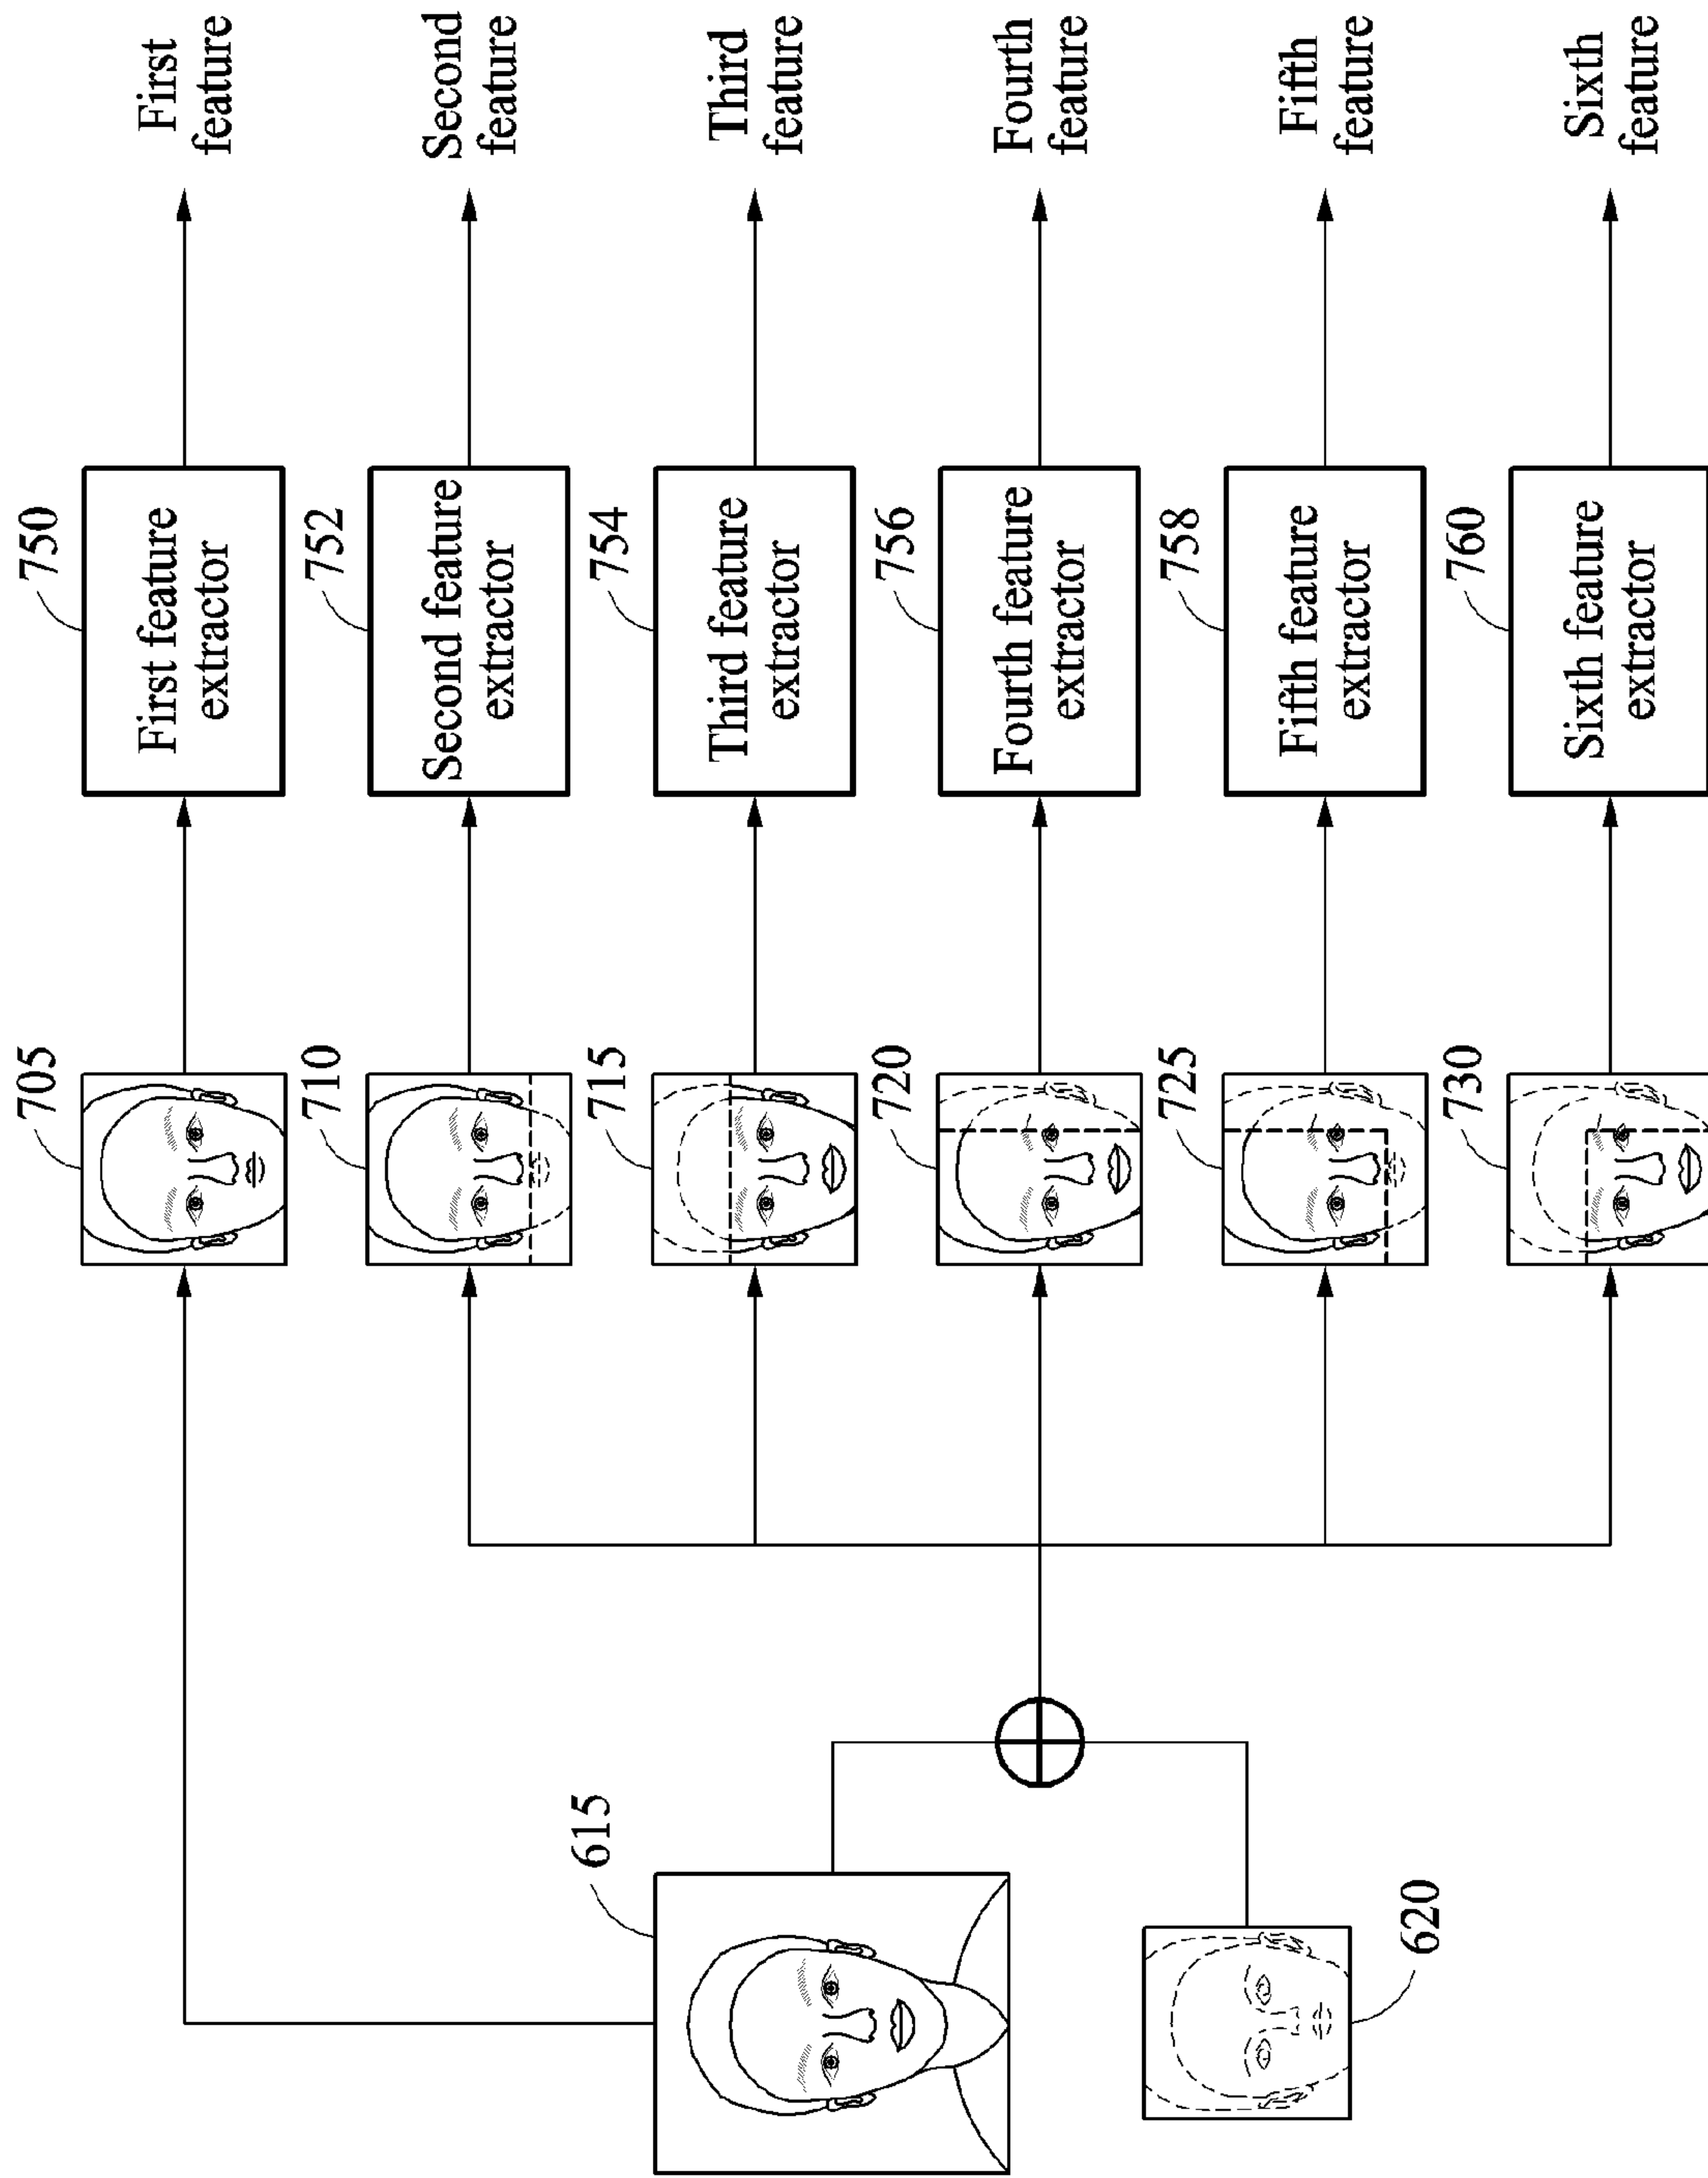 705
750
First feature
extractor
First
feature
710
752
Second feature
extractor
Second
feature
615
715
754
Third feature
extractor
Third
feature
720
756
Fourth feature
extractor
Fourth
feature
725
758
Fifth feature
extractor
Fifth
feature
620
730
760
Sixth feature
extractor
Sixth
feature